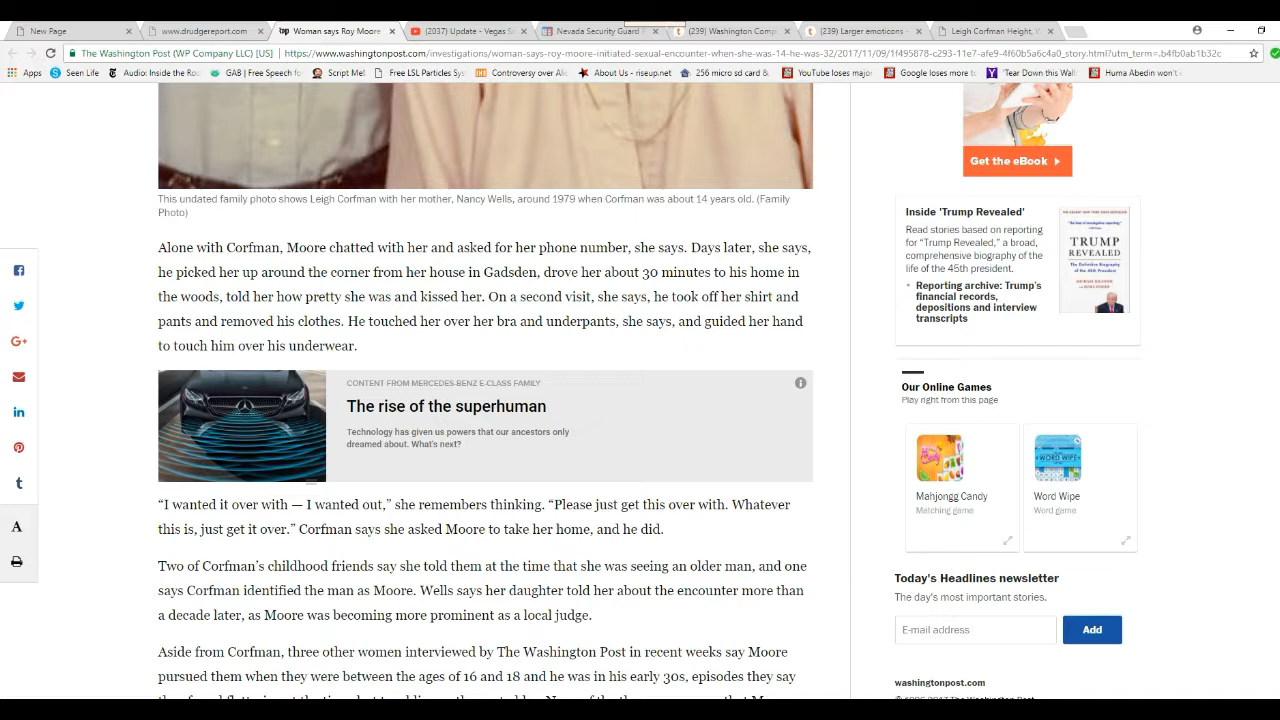 New Page
www.drudgereport.com
wp Woman says Roy Moore
(2037) Update - Vegas S
Nevada Security Guard
(239) Washington Comp
(239) Larger emoticons -
Leigh Corfman Height, W
The Washington Post (WP Company LLC) [US] | https://www.washingtonpost.com/investigations/woman-says-roy-moore-initiated-sexual-encounter-when-she-was-14-he-was-32/2017/11/09/1f495878-c293-11e7-afe9-4f60b5a6c4a0_story.html?utm_term=.b4fb0ab1b32c
Apps
Seen Life
Audio: Inside the Roo
GAB | Free Speech fo
Script Me!
Free LSL Particles Sys
Controversy over Ali
About Us - riseup.net
256 micro sd card &
YouTube loses major
Google loses more to
'Tear Down this Wall
Huma Abedin won't
This undated family photo shows Leigh Corfman with her mother, Nancy Wells, around 1979 when Corfman was about 14 years old. (Family
Photo)
Alone with Corfman, Moore chatted with her and asked for her phone number, she says. Days later, she says,
he picked her up around the corner from her house in Gadsden, drove her about 30 minutes to his home in
the woods, told her how pretty she was and kissed her. On a second visit, she says, he took off her shirt and
pants and removed his clothes. He touched her over her bra and underpants, she says, and guided her hand
to touch him over his underwear.
CONTENT FROM MERCEDES-BENZ E-CLASS FAMILY
The rise of the superhuman
Technology has given us powers that our ancestors only
dreamed about. What's next?
“I wanted it over with — I wanted out,” she remembers thinking. “Please just get this over with. Whatever
this is, just get it over.” Corfman says she asked Moore to take her home, and he did.
Two of Corfman’s childhood friends say she told them at the time that she was seeing an older man, and one
says Corfman identified the man as Moore. Wells says her daughter told her about the encounter more than
a decade later, as Moore was becoming more prominent as a local judge.
Aside from Corfman, three other women interviewed by The Washington Post in recent weeks say Moore
pursued them when they were between the ages of 16 and 18 and he was in his early 30s, episodes they say
G+
in
t
A
Get the eBook
Inside 'Trump Revealed'
Read stories based on reporting
for “Trump Revealed,” a broad,
comprehensive biography of the
life of the 45th president.
Reporting archive: Trump's
financial records,
depositions and interview
transcripts
TRUMP
REVEALED
Our Online Games
Play right from this page
Mahjongg Candy
Matching game
WORD WIPE
Word Wipe
Word game
Today's Headlines newsletter
The day's most important stories.
E-mail address
Add
washingtonpost.com